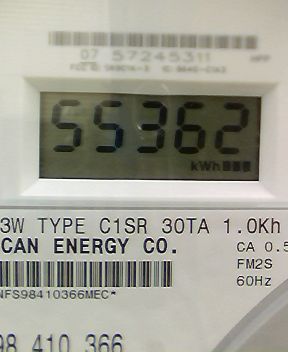 07 57245311
55362
kWh
3W TYPE C1SR 30TA 1.0Kh
CAN ENERGY CO.
CA 0.5
FM2S
NFS98410366MEC*
60Hz
98 410 366